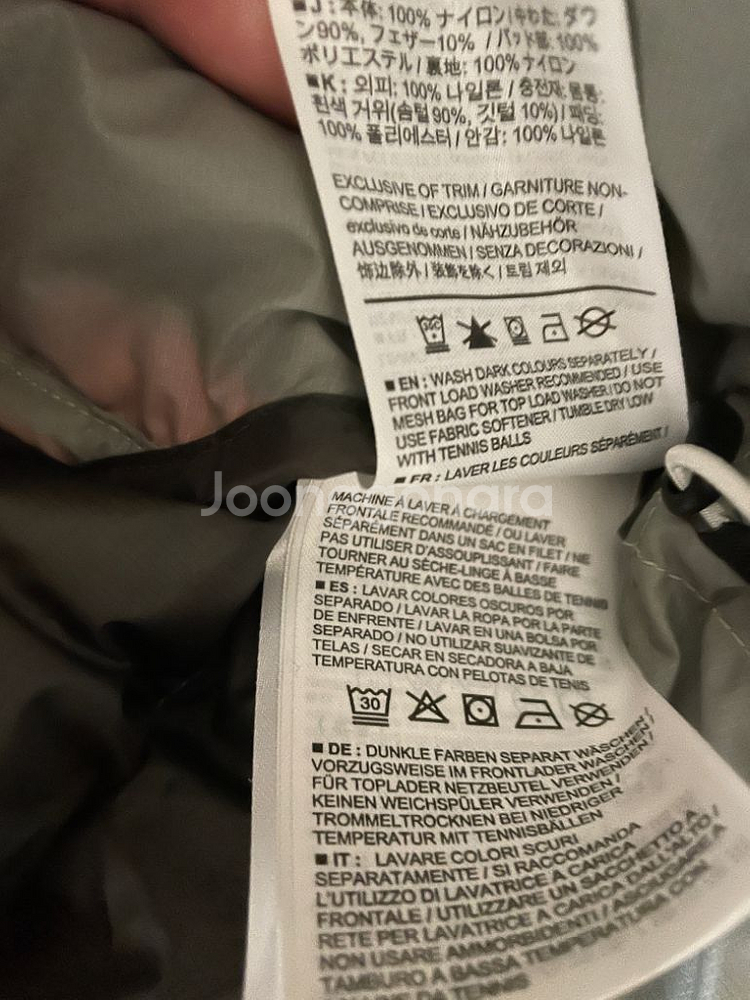 ■J : 本体: 100% ナイロン/中わた: ダウ
ン90%, フェザー10% / パッド部: 100%
ポリエステル / 裏地: 100%ナイロン
■K : 외피: 100% 나일론 / 충전재: 몸통:
흰색 거위(솜털 90%, 깃털 10%) / 패딩:
100% 폴리에스터 / 안감: 100% 나일론
EXCLUSIVE OF TRIM / GARNITURE NON-
COMPRISE / EXCLUSIVO DE CORTE /
exclusivo de corte / NÄHZUBEHÖR
AUSGENOMMEN / SENZA DECORAZIONI /
饰边除外 / 装飾を除く / 트림 제외
■ EN : WASH DARK COLOURS SEPARATELY /
FRONT LOAD WASHER RECOMMENDED / USE
MESH BAG FOR TOP LOAD WASHER / DO NOT
USE FABRIC SOFTENER / TUMBLE DRY LOW
WITH TENNIS BALLS
■ FR : LAVER LES COULEURS SÉPARÉMENT /
MACHINE À LAVER À CHARGEMENT
FRONTALE RECOMMANDÉ / OU LAVER
SÉPARÉMENT DANS UN SAC EN FILET / NE
PAS UTILISER D'ASSOUPLISSANT / FAIRE
TOURNER AU SÈCHE-LINGE À BASSE
TEMPÉRATURE AVEC DES BALLES DE TENNIS
■ ES : LAVAR COLORES OSCUROS POR
SEPARADO / LAVAR LA ROPA POR LA PARTE
DE ENFRENTE / LAVAR EN UNA BOLSA POR
SEPARADO / NO UTILIZAR SUAVIZANTE DE
TELAS / SECAR EN SECADORA A BAJA
TEMPERATURA CON PELOTAS DE TENIS
30
■ DE : DUNKLE FARBEN SEPARAT WASCHEN /
VORZUGSWEISE IM FRONTLADER WASCHEN /
FÜR TOPLADER NETZBEUTEL VERWENDEN /
KEINEN WEICHSPÜLER VERWENDEN /
TROMMELTROCKNEN BEI NIEDRIGER
TEMPERATUR MIT TENNISBÄLLEN
■ IT : LAVARE COLORI SCURI
SEPARATAMENTE / SI RACCOMANDA
L'UTILIZZO DI LAVATRICE A CARICA
FRONTALE / UTILIZZARE UN SACCHETTO A
RETE PER LAVATRICE A CARICA DALL'ALTO /
NON USARE AMMORBIDENTI / ASCIUGARE A
TAMBURO A BASSA TEMPERATURA CON
DA TENNIS